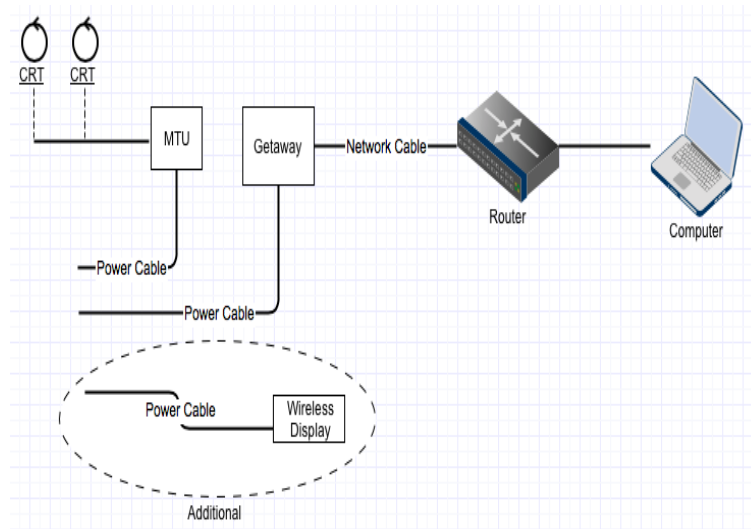 CRT
CRT
MTU
Getaway
Network Cable
Router
Computer
Power Cable
Power Cable
Power Cable
Wireless
Display
Additional